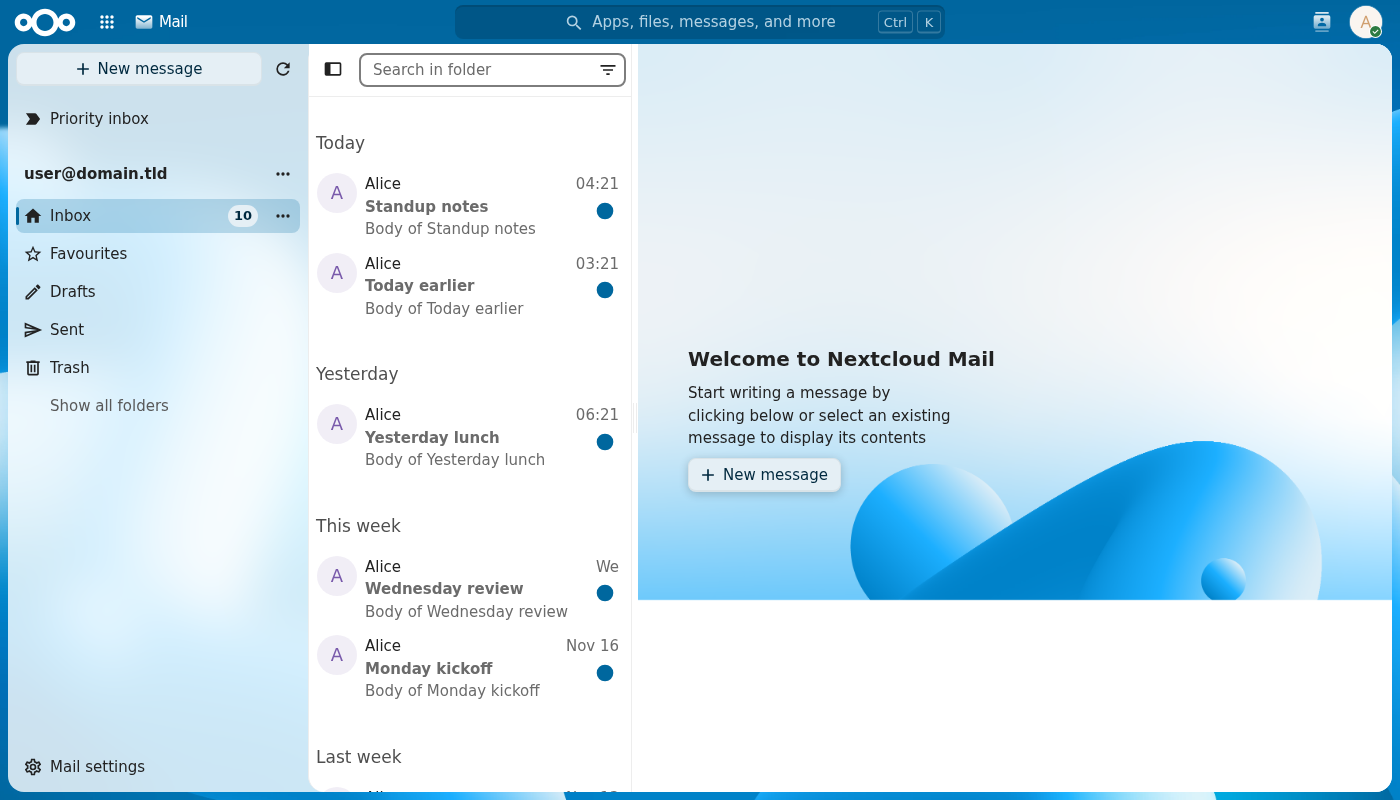 Mail
Apps, files, messages, and more
Ctrl K
A
New message
Priority inbox
user@domain.tld
Inbox 10
Favourites
Drafts
Sent
Trash
Show all folders
Mail settings
Search in folder
Today
A
Alice 04:21
Standup notes
Body of Standup notes
A
Alice 03:21
Today earlier
Body of Today earlier
Yesterday
A
Alice 06:21
Yesterday lunch
Body of Yesterday lunch
This week
A
Alice We
Wednesday review
Body of Wednesday review
A
Alice Nov 16
Monday kickoff
Body of Monday kickoff
Last week
Welcome to Nextcloud Mail
Start writing a message by
clicking below or select an existing
message to display its contents
New message